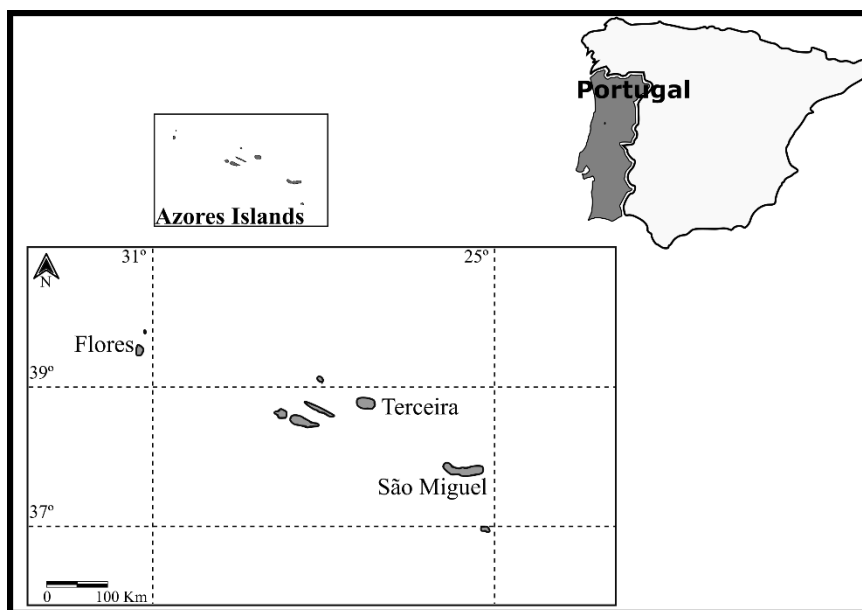 Portugal
Azores Islands
31º
25º
N
Flores
39º
Terceira
São Miguel
37º
0 100 Km